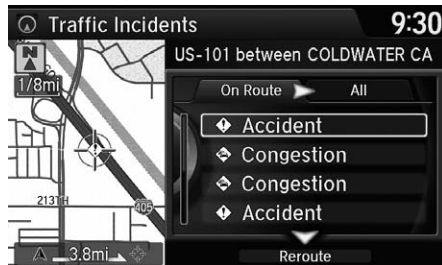 Traffic Incidents 9:30
N
1/8mi
US-101 between COLDWATER CA
On Route All
Accident
Congestion
Congestion
Accident
213TH
405
3.8mi
Reroute